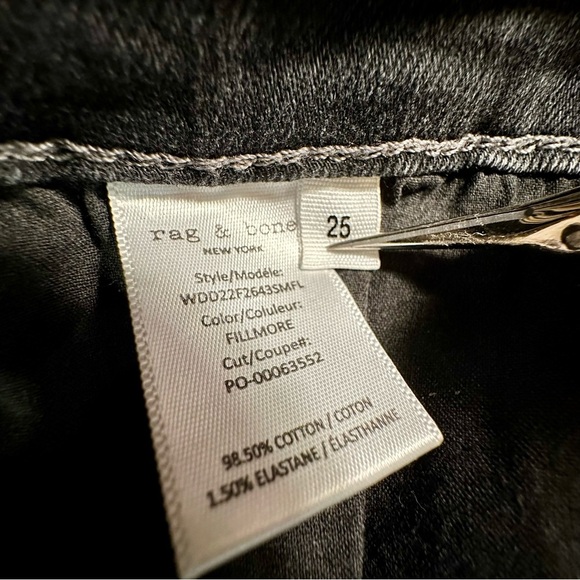 rag & bone
NEW YORK
25
Style/Modèle:
WDD22F2643SMFL
Color/Coluleur:
FILLMORE
Cut/Coupe#:
PO-00063552
98.50% COTTON / COTON
1.50% ELASTANE / ÉLASTHANNE